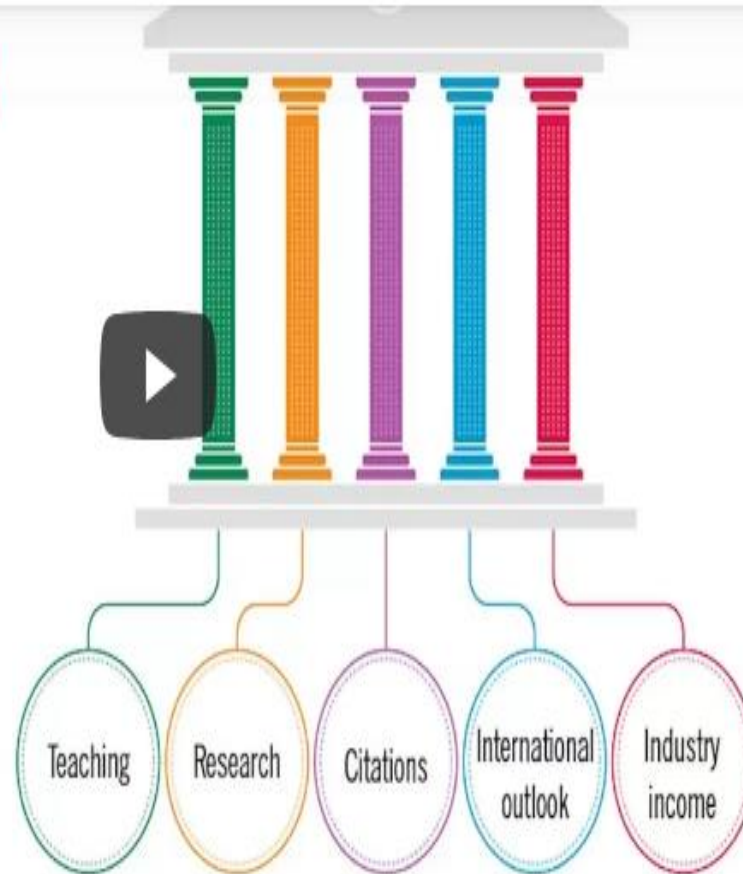 Teaching
Research
Citations
International
outlook
Industry
income